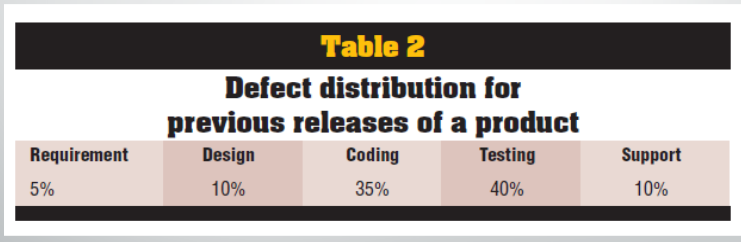 Table 2
Defect distribution for
previous releases of a product
Requirement Design Coding Testing Support
5% 10% 35% 40% 10%